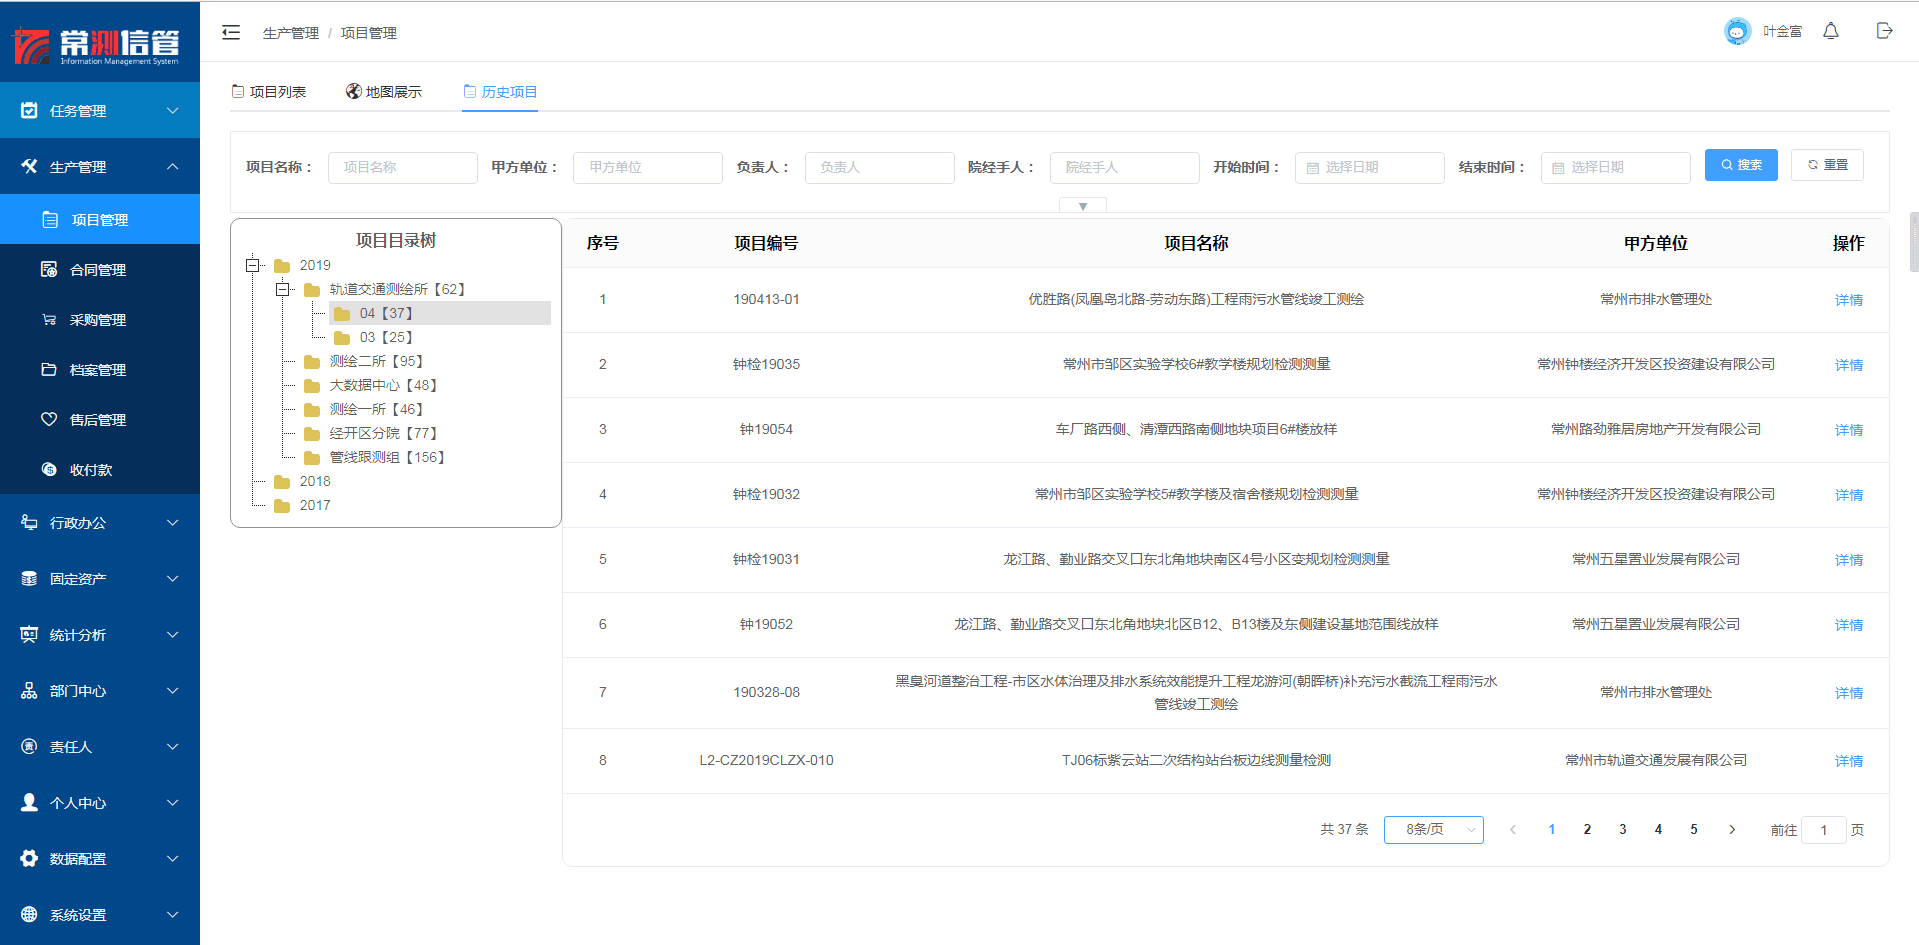 常测信管
Information Management System
生产管理 / 项目管理
叶金富
任务管理
生产管理
项目管理
合同管理
采购管理
档案管理
售后管理
收付款
行政办公
固定资产
统计分析
部门中心
责任人
个人中心
数据配置
系统设置
项目列表 地图展示 历史项目
项目名称： 项目名称 甲方单位： 甲方单位 负责人： 负责人 院经手人： 院经手人 开始时间： 选择日期 结束时间： 选择日期 搜索 重置
项目目录树
2019
轨道交通测绘所【62】
04【37】
03【25】
测绘二所【95】
大数据中心【48】
测绘一所【46】
经开区分院【77】
管线跟测组【156】
2018
2017
序号 项目编号 项目名称 甲方单位 操作
1 190413-01 优胜路(凤凰岛北路-劳动东路)工程雨污水管线竣工测绘 常州市排水管理处 详情
2 钟检19035 常州市邹区实验学校6#教学楼规划检测测量 常州钟楼经济开发区投资建设有限公司 详情
3 钟19054 车厂路西侧、清潭西路南侧地块项目6#楼放样 常州路劲雅居房地产开发有限公司 详情
4 钟检19032 常州市邹区实验学校5#教学楼及宿舍楼规划检测测量 常州钟楼经济开发区投资建设有限公司 详情
5 钟检19031 龙江路、勤业路交叉口东北角地块南区4号小区变规划检测测量 常州五星置业发展有限公司 详情
6 钟19052 龙江路、勤业路交叉口东北角地块北区B12、B13楼及东侧建设基地范围线放样 常州五星置业发展有限公司 详情
7 190328-08 黑臭河道整治工程-市区水体治理及排水系统效能提升工程龙游河(朝晖桥)补充污水截流工程雨污水
管线竣工测绘 常州市排水管理处 详情
8 L2-CZ2019CLZX-010 TJ06标紫云站二次结构站台板边线测量检测 常州市轨道交通发展有限公司 详情
共 37 条 8条/页 1 2 3 4 5 前往 1 页